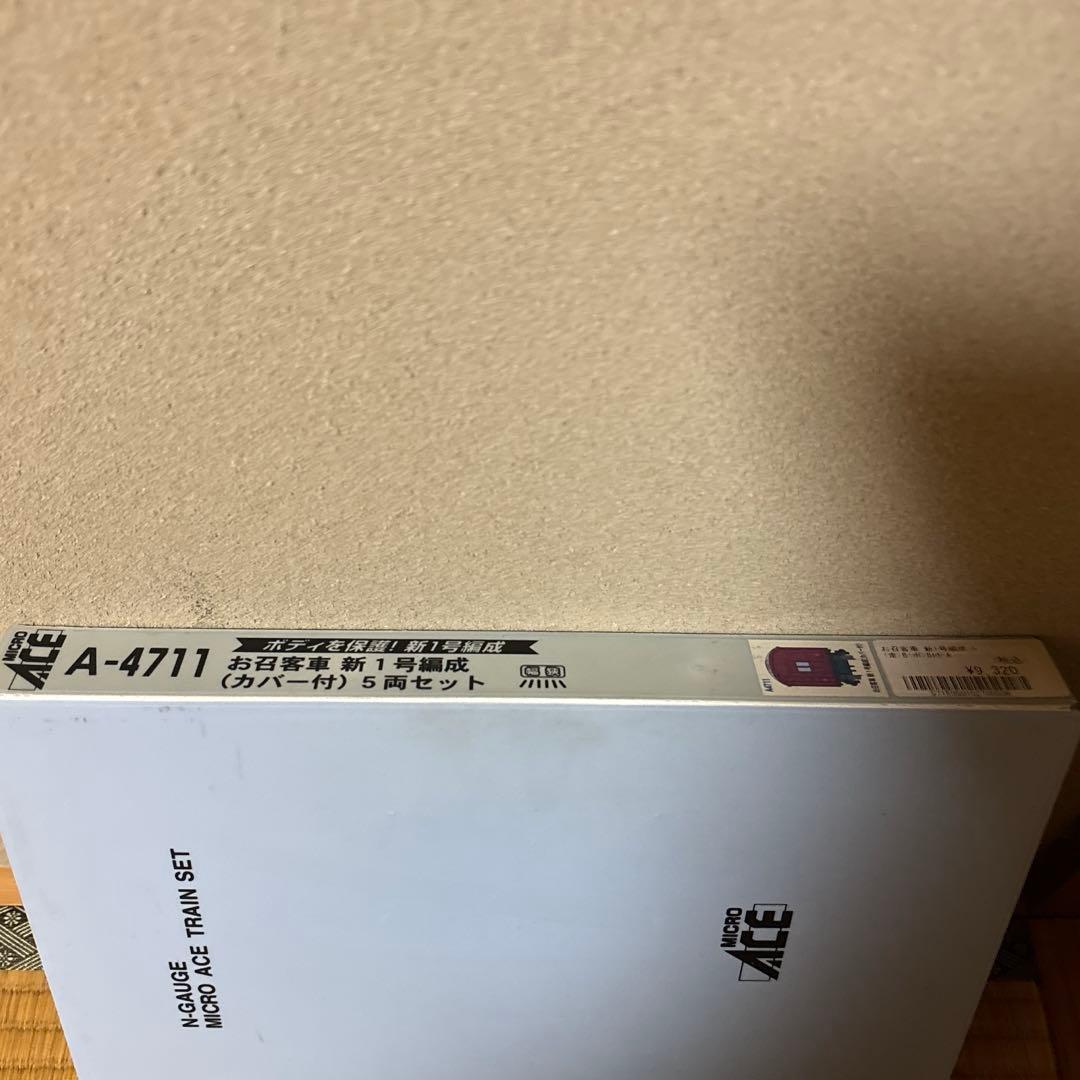 MICRO
ACE
A-4711
ボディを保護! 新1号編成
お召客車 新1号編成
(カバー付) 5両セット
A4711
¥9,320
N-GAUGE
MICRO ACE TRAIN SET
MICRO
ACE